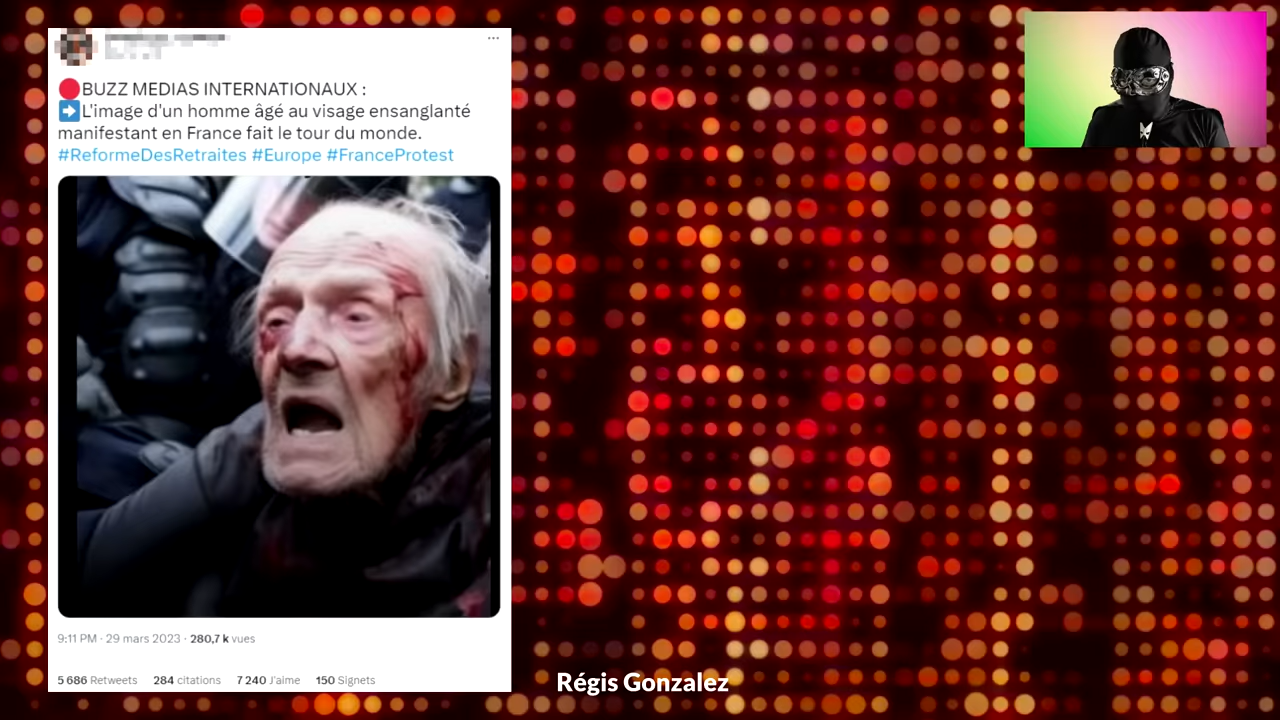 BUZZ MEDIAS INTERNATIONAUX :
L'image d'un homme âgé au visage ensanglanté
manifestant en France fait le tour du monde.
#ReformeDesRetraites #Europe #FranceProtest
9:11 PM · 29 mars 2023 · 280,7 k vues
5 686 Retweets 284 citations 7 240 J'aime 150 Signets
Régis Gonzalez